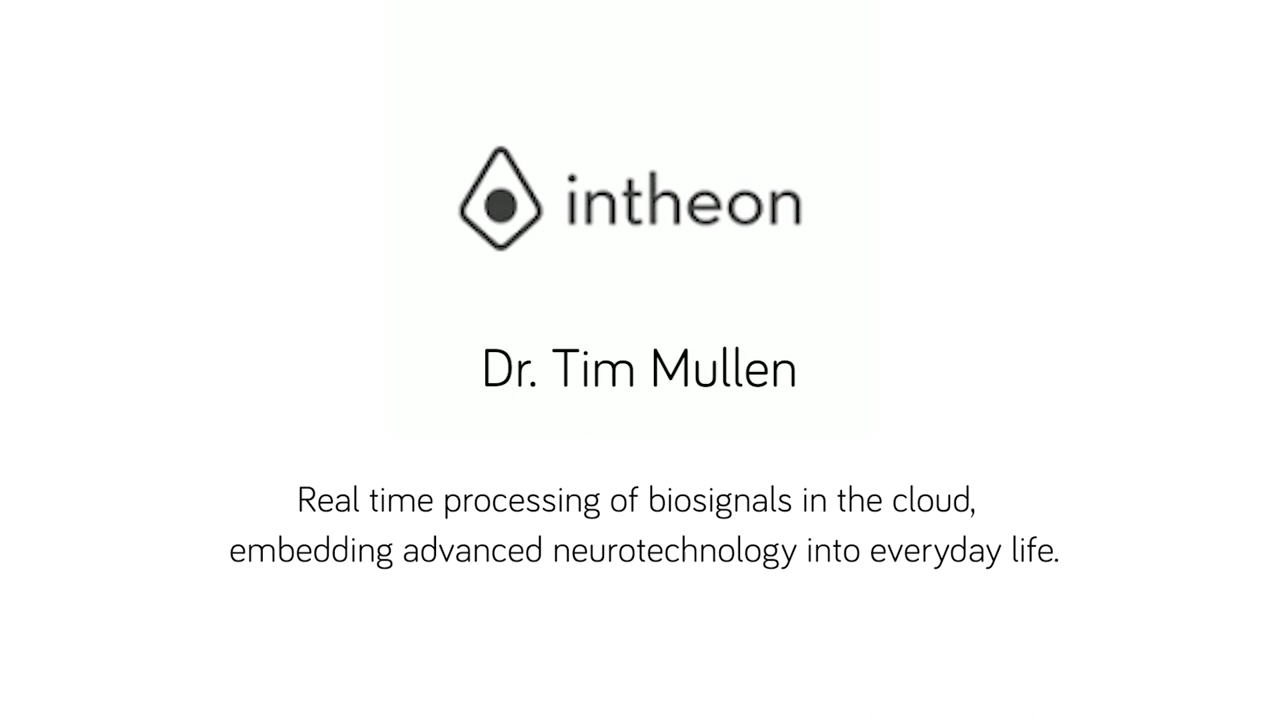 intheon
Dr. Tim Mullen
Real time processing of biosignals in the cloud,
embedding advanced neurotechnology into everyday life.